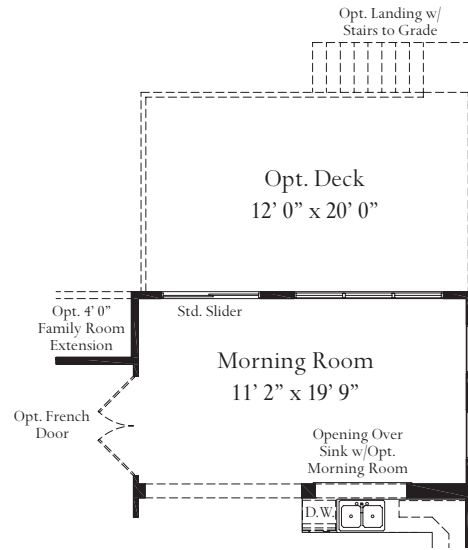 Opt. Landing w/
Stairs to Grade
Opt. Deck
12’ 0” x 20’ 0”
Opt. 4’ 0”
Family Room
Extension
Std. Slider
Morning Room
11’ 2” x 19’ 9”
Opt. French
Door
Opening Over
Sink w/Opt.
Morning Room
D.W.